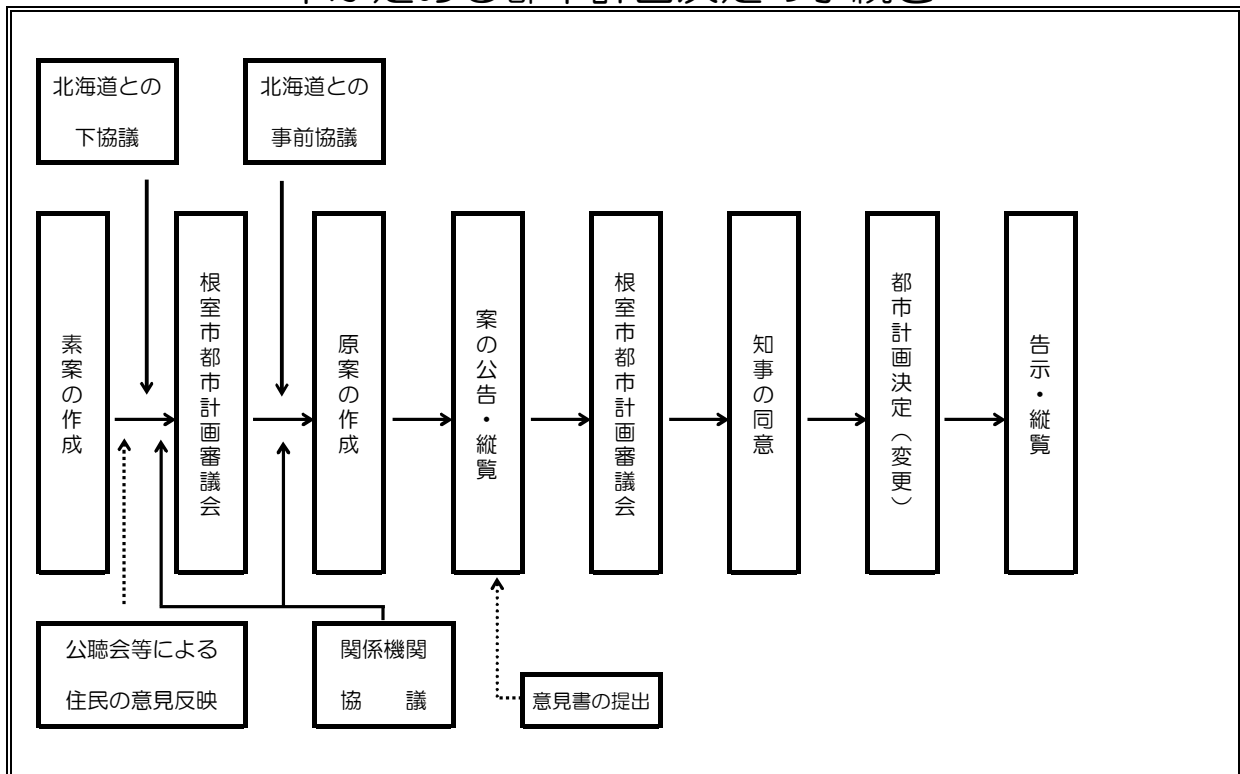 北海道との
下協議
北海道との
事前協議
素案の作成
根室市都市計画審議会
原案の作成
案の公告・縦覧
根室市都市計画審議会
知事の同意
都市計画決定（変更）
告示・縦覧
公聴会等による
住民の意見反映
関係機関
協　　議
意見書の提出